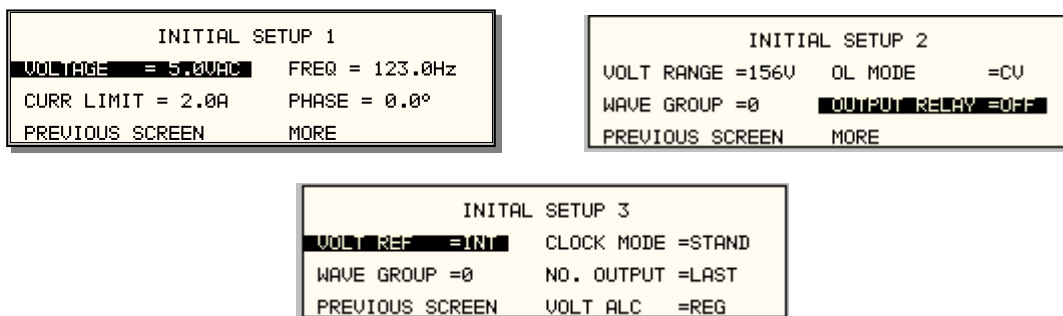 INITIAL SETUP 1
VOLTAGE = 5.0VAC FREQ = 123.0Hz
CURR LIMIT = 2.0A PHASE = 0.0°
PREVIOUS SCREEN MORE
INITIAL SETUP 2
VOLT RANGE =156V OL MODE =CV
WAVE GROUP =0 OUTPUT RELAY =OFF
PREVIOUS SCREEN MORE
INITAL SETUP 3
VOLT REF =INT CLOCK MODE =STAND
WAVE GROUP =0 NO. OUTPUT =LAST
PREVIOUS SCREEN VOLT ALC =REG